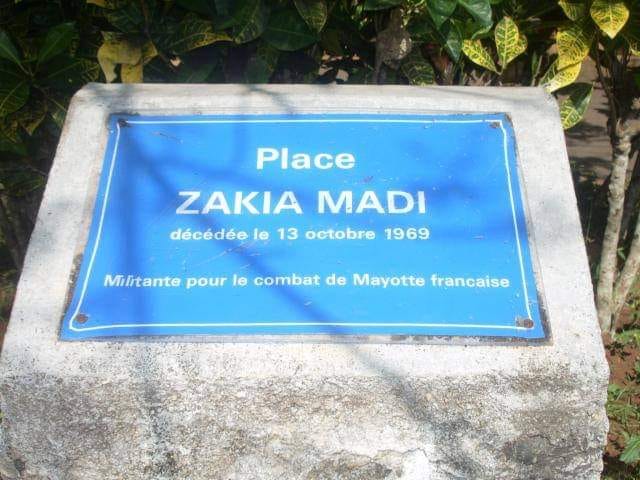 Place
ZAKIA MADI
décédée le 13 octobre 1969
Militante pour le combat de Mayotte francaise